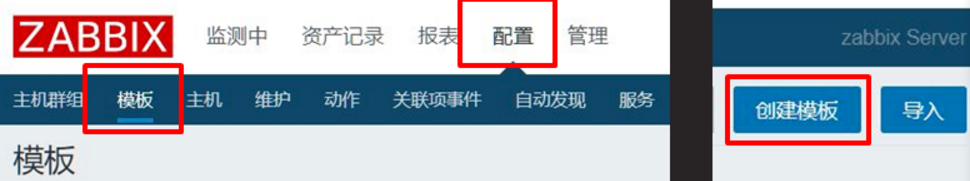 ZABBIX 监测中 资产记录 报表 配置 管理
主机群组 模板 主机 维护 动作 关联项事件 自动发现 服务
模板
zabbix Server
创建模板 导入